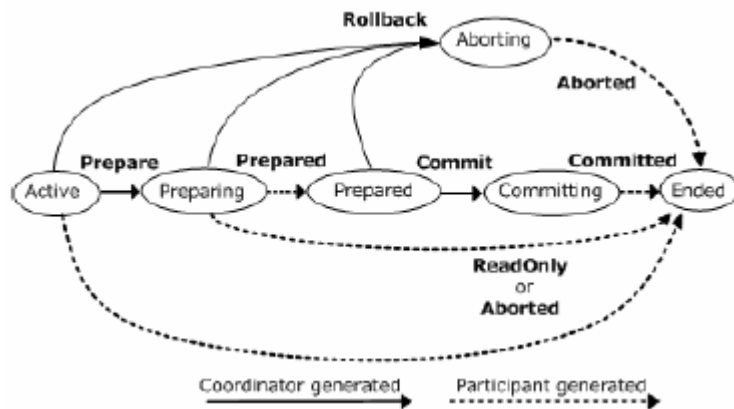 Rollback
Aborting
Aborted
Prepare
Prepared
Commit
Committed
Active
Preparing
Prepared
Committing
Ended
ReadOnly
or
Aborted
Coordinator generated
Participant generated